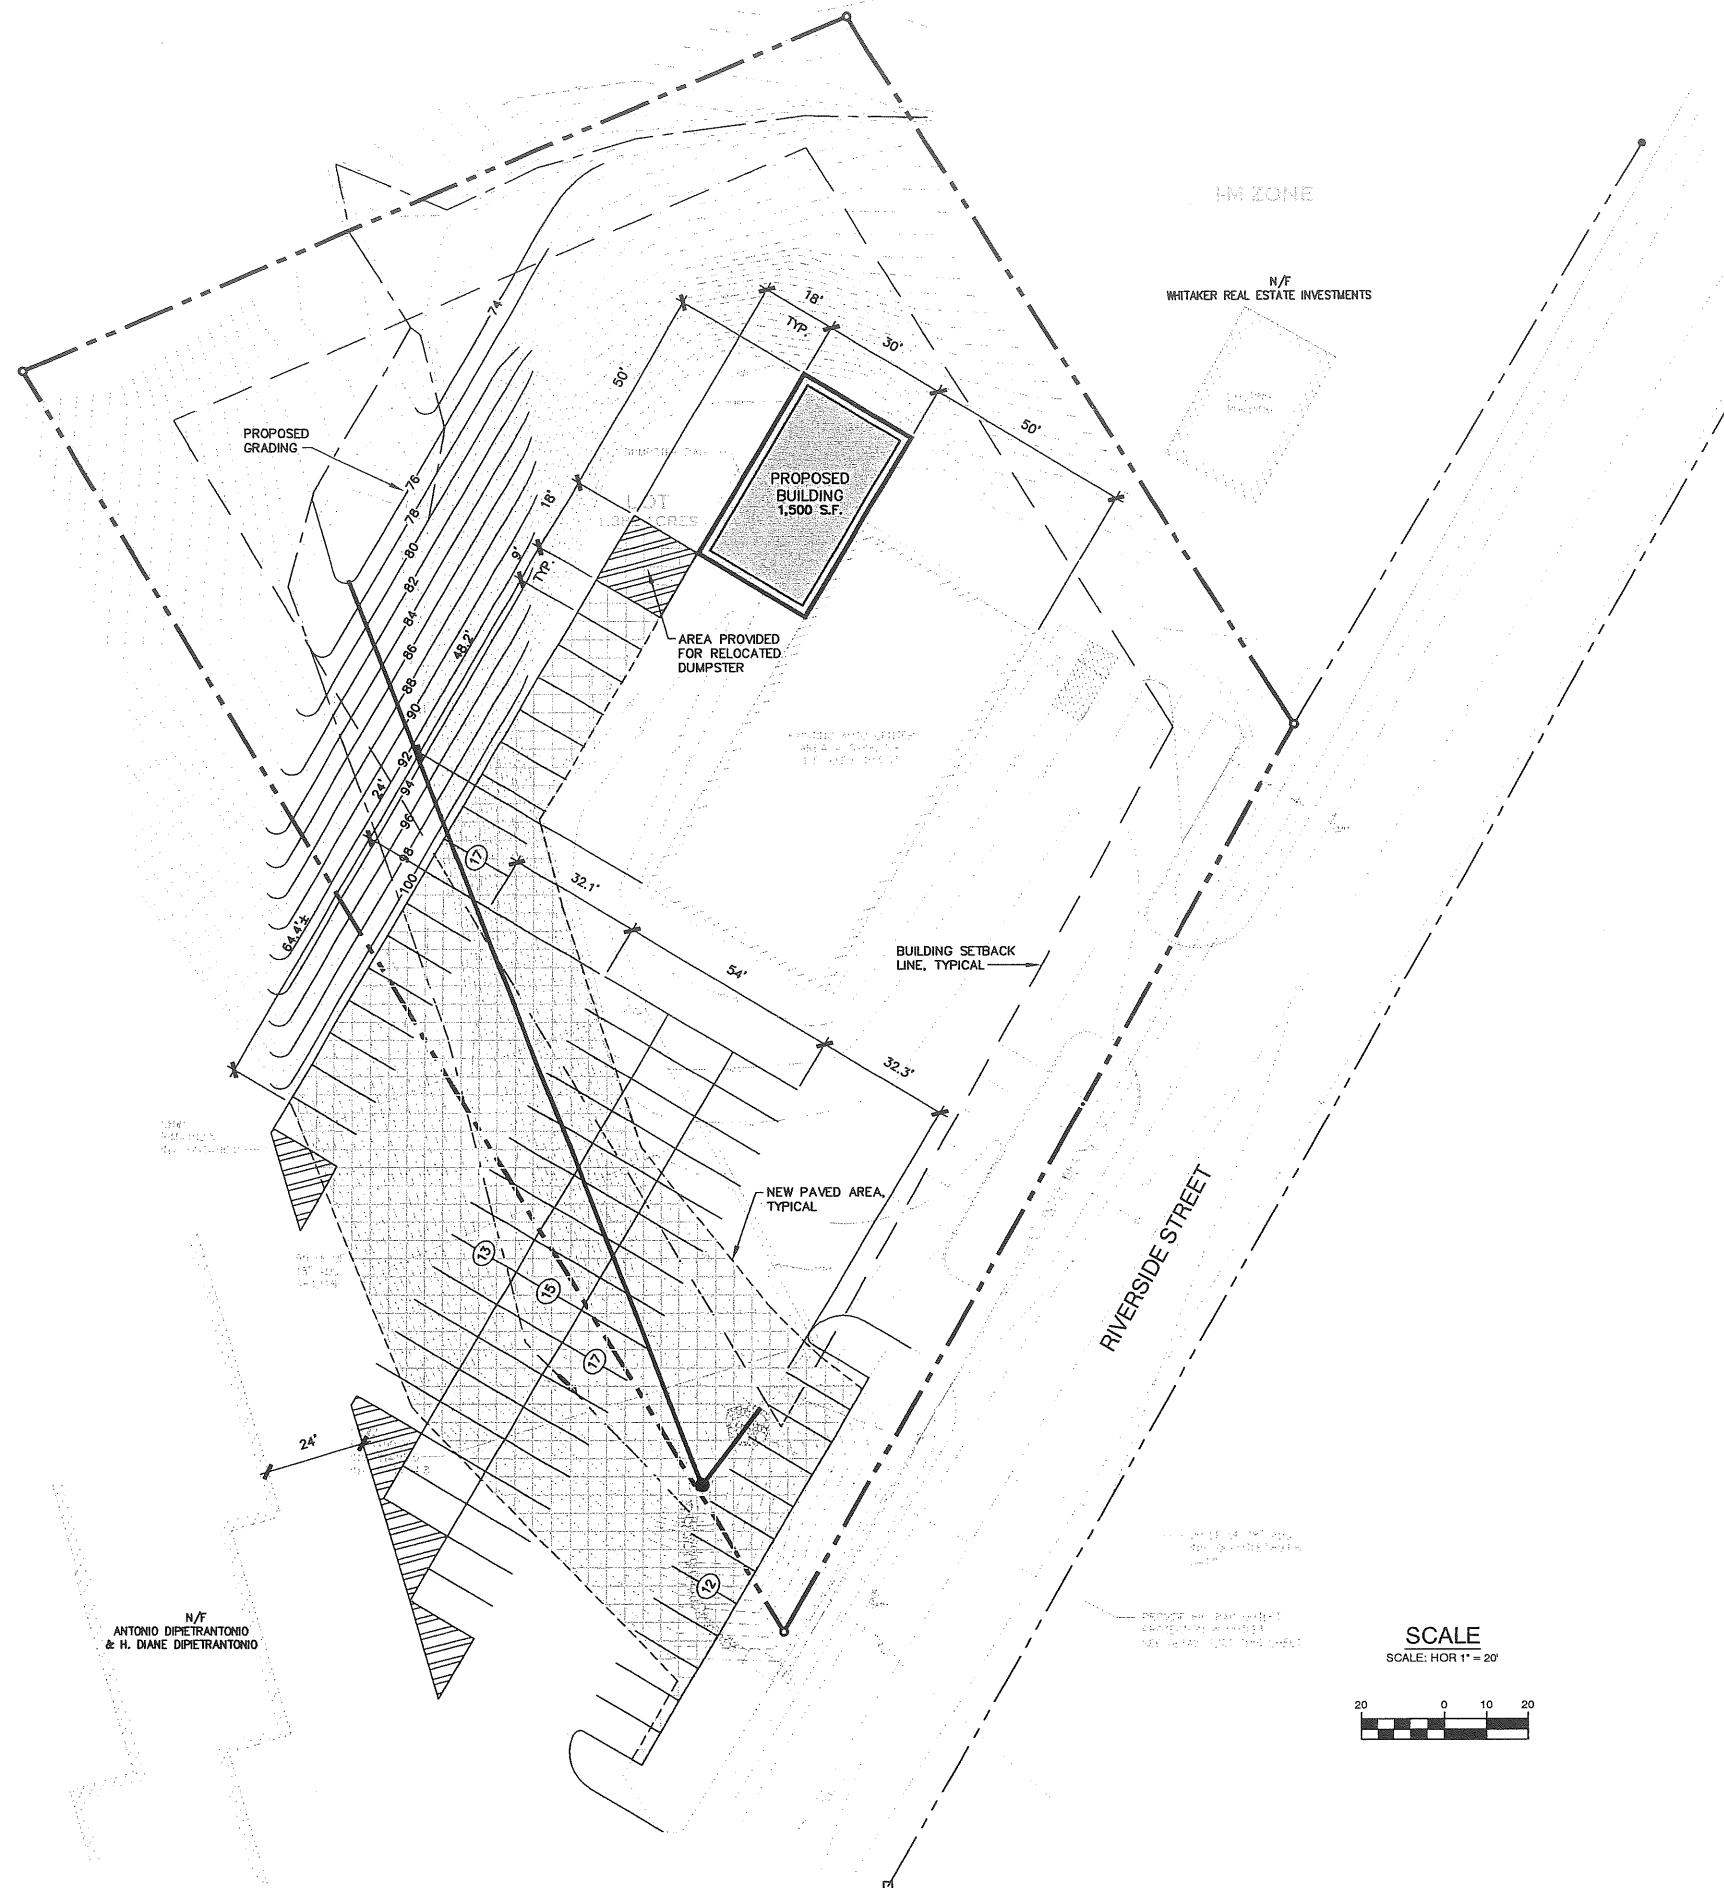 I-M ZONE
N/F
WHITAKER REAL ESTATE INVESTMENTS
18'
TYP.
30'
50'
50'
74
PROPOSED
GRADING
76
78
80
82
84
86
88
90
92
94
96
98
100
18'
9'
TYP.
48.2'
24'
64.4'±
LOT
ACRES
PROPOSED
BUILDING
1,500 S.F.
AREA PROVIDED
FOR RELOCATED
DUMPSTER
17
32.1'
54'
32.3'
BUILDING SETBACK
LINE, TYPICAL
NEW PAVED AREA,
TYPICAL
13
15
17
12
24'
RIVERSIDE STREET
N/F
ANTONIO DIPIETRANTONIO
& H. DIANE DIPIETRANTONIO
SCALE
SCALE: HOR 1" = 20'
20 0 10 20